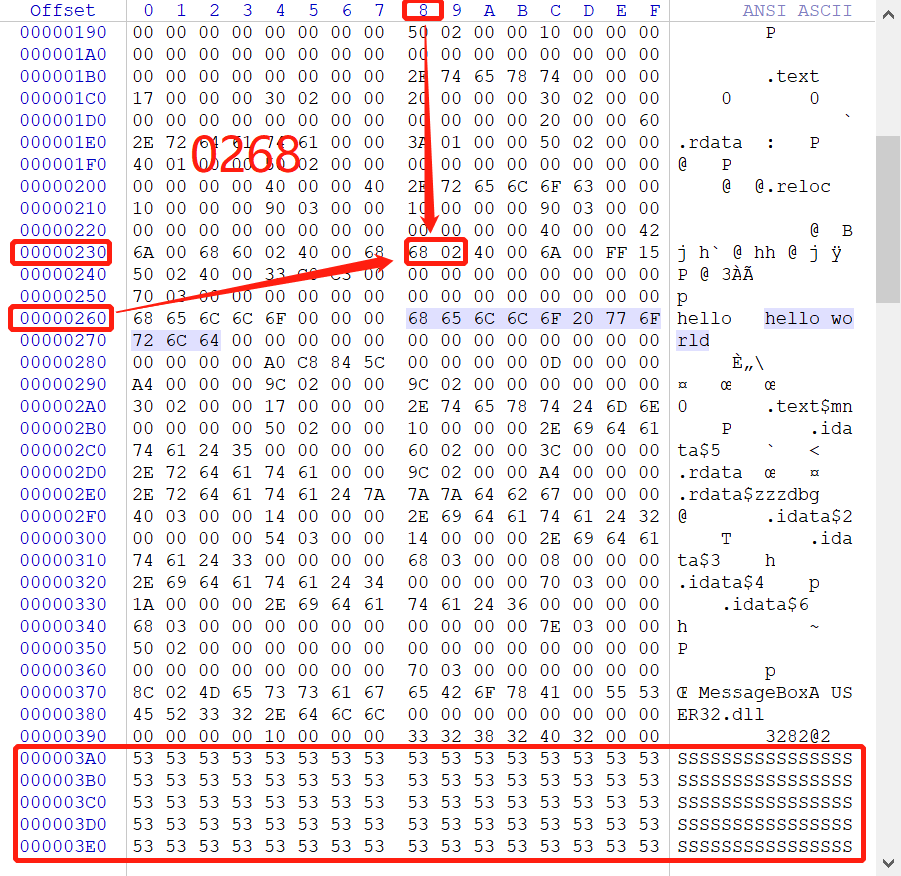 Offset 0 1 2 3 4 5 6 7 8 9 A B C D E F ANSI ASCII
00000190 00 00 00 00 00 00 00 00 50 02 00 00 10 00 00 00 P
000001A0 00 00 00 00 00 00 00 00 00 00 00 00 00 00 00 00
000001B0 00 00 00 00 00 00 00 00 2E 74 65 78 74 00 00 00 .text
000001C0 17 00 00 00 30 02 00 00 20 00 00 00 30 02 00 00 0 0
000001D0 00 00 00 00 00 00 00 00 00 00 00 00 20 00 00 60 `
000001E0 2E 72 64 61 74 61 00 00 3A 01 00 00 50 02 00 00 .rdata : P
0268
000001F0 40 01 00 00 50 02 00 00 00 00 00 00 00 00 00 00 @ P
00000200 00 00 00 00 40 00 00 40 2E 72 65 6C 6F 63 00 00 @ @.reloc
00000210 10 00 00 00 90 03 00 00 10 00 00 00 90 03 00 00
00000220 00 00 00 00 00 00 00 00 00 00 00 00 40 00 00 42 @ B
00000230 6A 00 68 60 02 40 00 68 68 02 40 00 6A 00 FF 15 j h` @ hh @ j ÿ
00000240 50 02 40 00 33 C0 C3 00 00 00 00 00 00 00 00 00 P @ 3ÀÃ
00000250 70 03 00 00 00 00 00 00 00 00 00 00 00 00 00 00 p
00000260 68 65 6C 6C 6F 00 00 00 68 65 6C 6C 6F 20 77 6F hello hello wo
00000270 72 6C 64 00 00 00 00 00 00 00 00 00 00 00 00 00 rld
00000280 00 00 00 00 A0 C8 84 5C 00 00 00 00 0D 00 00 00 È„\
00000290 A4 00 00 00 9C 02 00 00 9C 02 00 00 00 00 00 00 ¤ œ œ
000002A0 30 02 00 00 17 00 00 00 2E 74 65 78 74 24 6D 6E 0 .text$mn
000002B0 00 00 00 00 50 02 00 00 10 00 00 00 2E 69 64 61 P .ida
000002C0 74 61 24 35 00 00 00 00 60 02 00 00 3C 00 00 00 ta$5 ` <
000002D0 2E 72 64 61 74 61 00 00 9C 02 00 00 A4 00 00 00 .rdata œ ¤
000002E0 2E 72 64 61 74 61 24 7A 7A 7A 64 62 67 00 00 00 .rdata$zzzdbg
000002F0 40 03 00 00 14 00 00 00 2E 69 64 61 74 61 24 32 @ .idata$2
00000300 00 00 00 00 54 03 00 00 14 00 00 00 2E 69 64 61 T .ida
00000310 74 61 24 33 00 00 00 00 68 03 00 00 08 00 00 00 ta$3 h
00000320 2E 69 64 61 74 61 24 34 00 00 00 00 70 03 00 00 .idata$4 p
00000330 1A 00 00 00 2E 69 64 61 74 61 24 36 00 00 00 00 .idata$6
00000340 68 03 00 00 00 00 00 00 00 00 00 00 7E 03 00 00 h ~
00000350 50 02 00 00 00 00 00 00 00 00 00 00 00 00 00 00 P
00000360 00 00 00 00 00 00 00 00 00 00 00 00 70 03 00 00 p
00000370 8C 02 4D 65 73 73 61 67 65 42 6F 78 41 00 55 53 Œ MessageBoxA US
00000380 45 52 33 32 2E 64 6C 6C 00 00 00 00 00 00 00 00 ER32.dll
00000390 00 00 00 00 10 00 00 00 33 32 38 32 40 32 00 00 3282@2
000003A0 53 53 53 53 53 53 53 53 53 53 53 53 53 53 53 53 SSSSSSSSSSSSSSSS
000003B0 53 53 53 53 53 53 53 53 53 53 53 53 53 53 53 53 SSSSSSSSSSSSSSSS
000003C0 53 53 53 53 53 53 53 53 53 53 53 53 53 53 53 53 SSSSSSSSSSSSSSSS
000003D0 53 53 53 53 53 53 53 53 53 53 53 53 53 53 53 53 SSSSSSSSSSSSSSSS
000003E0 53 53 53 53 53 53 53 53 53 53 53 53 53 53 53 53 SSSSSSSSSSSSSSSS